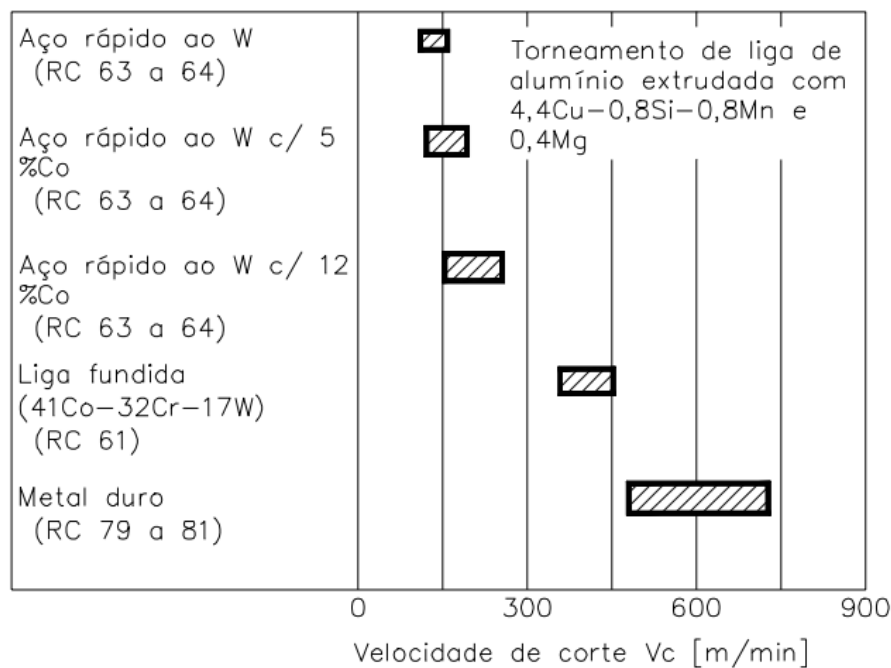 Aço rápido ao W
(RC 63 a 64)
Torneamento de liga de
alumínio extrudada com
4,4Cu-0,8Si-0,8Mn e
0,4Mg
Aço rápido ao W c/ 5
%Co
(RC 63 a 64)
Aço rápido ao W c/ 12
%Co
(RC 63 a 64)
Liga fundida
(41Co-32Cr-17W)
(RC 61)
Metal duro
(RC 79 a 81)
0 300 600 900
Velocidade de corte Vc [m/min]